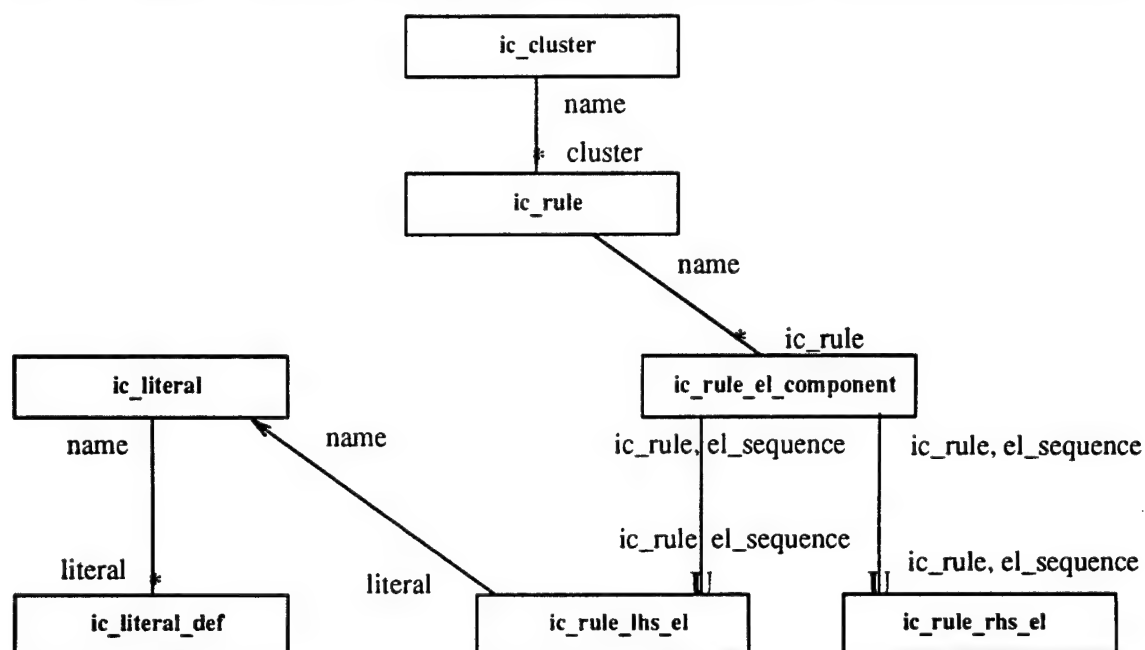 ic_cluster
name
* cluster
ic_rule
name
* ic_rule
ic_literal
ic_rule_el_component
name
name
ic_rule, el_sequence
ic_rule, el_sequence
ic_rule el_sequence
ic_rule, el_sequence
literal *
literal
U
U
ic_literal_def
ic_rule_lhs_el
ic_rule_rhs_el